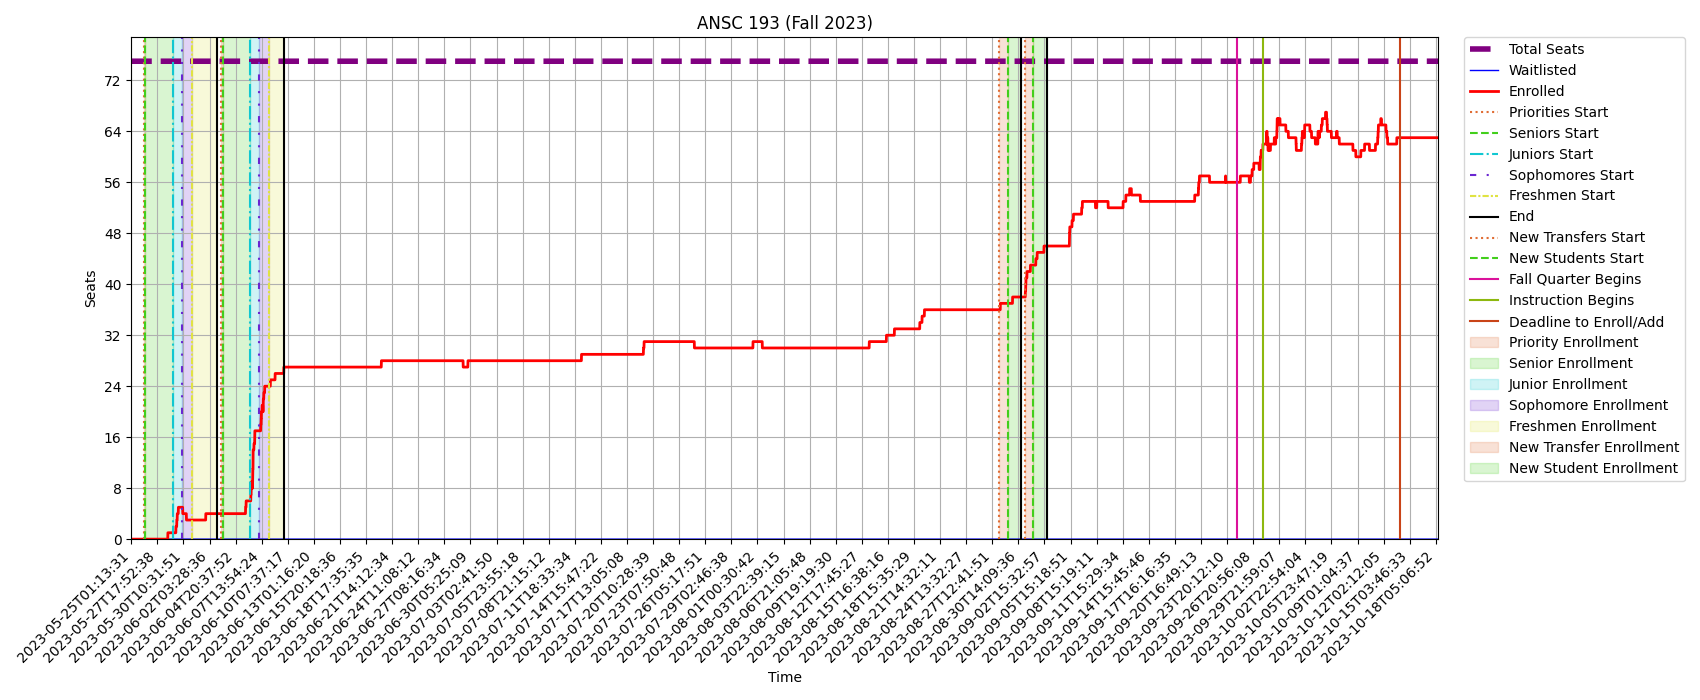 ANSC 193 (Fall 2023)
Seats
72
64
56
48
40
32
24
16
8
0
2023-05-25T01:13:31
2023-05-27T17:52:38
2023-05-30T10:31:51
2023-06-02T03:28:36
2023-06-04T20:37:52
2023-06-07T13:54:24
2023-06-10T07:37:17
2023-06-13T01:16:20
2023-06-15T20:18:36
2023-06-18T17:35:35
2023-06-21T14:12:34
2023-06-24T11:08:12
2023-06-27T08:16:34
2023-06-30T05:25:09
2023-07-03T02:41:50
2023-07-05T23:55:18
2023-07-08T21:15:12
2023-07-11T18:33:34
2023-07-14T15:47:22
2023-07-17T13:05:08
2023-07-20T10:28:39
2023-07-23T07:50:48
2023-07-26T05:17:51
2023-07-29T02:46:38
2023-08-01T00:30:42
2023-08-03T22:39:15
2023-08-06T21:05:48
2023-08-09T19:19:30
2023-08-12T17:45:27
2023-08-15T16:38:16
2023-08-18T15:35:29
2023-08-21T14:32:11
2023-08-24T13:32:27
2023-08-27T12:41:51
2023-08-30T14:09:36
2023-09-02T15:32:57
2023-09-05T15:18:51
2023-09-08T15:19:11
2023-09-11T15:29:34
2023-09-14T15:45:46
2023-09-17T16:16:35
2023-09-20T16:49:13
2023-09-23T20:12:10
2023-09-26T20:56:08
2023-09-29T21:59:07
2023-10-02T22:54:04
2023-10-05T23:47:19
2023-10-09T01:04:37
2023-10-12T02:12:05
2023-10-15T03:46:33
2023-10-18T05:06:52
Time
Total Seats
Waitlisted
Enrolled
Priorities Start
Seniors Start
Juniors Start
Sophomores Start
Freshmen Start
End
New Transfers Start
New Students Start
Fall Quarter Begins
Instruction Begins
Deadline to Enroll/Add
Priority Enrollment
Senior Enrollment
Junior Enrollment
Sophomore Enrollment
Freshmen Enrollment
New Transfer Enrollment
New Student Enrollment